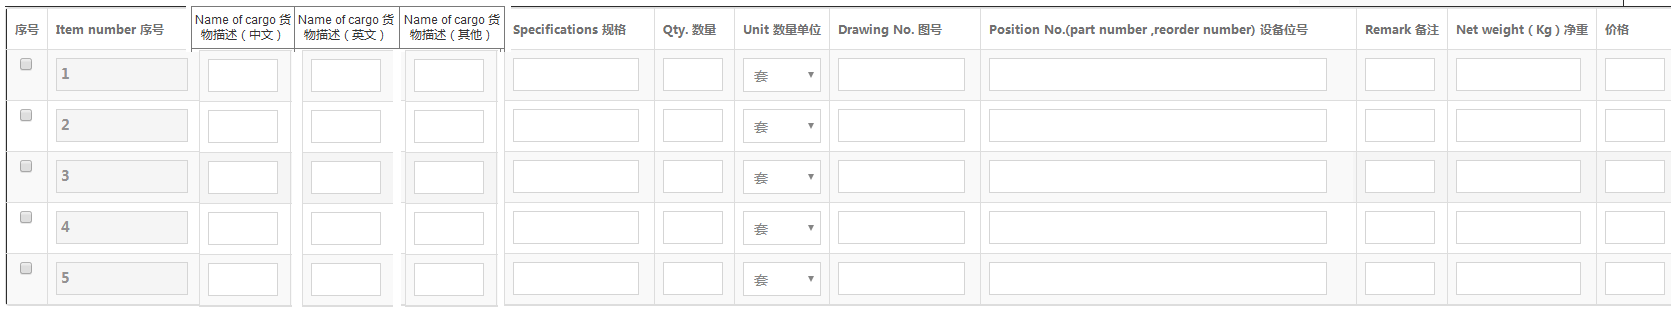 序号 Item number 序号 Name of cargo 货物描述（中文） Name of cargo 货物描述（英文） Name of cargo 货物描述（其他） Specifications 规格 Qty. 数量 Unit 数量单位 Drawing No. 图号 Position No.(part number ,reorder number) 设备位号 Remark 备注 Net weight（Kg）净重 价格
1 套
2 套
3 套
4 套
5 套